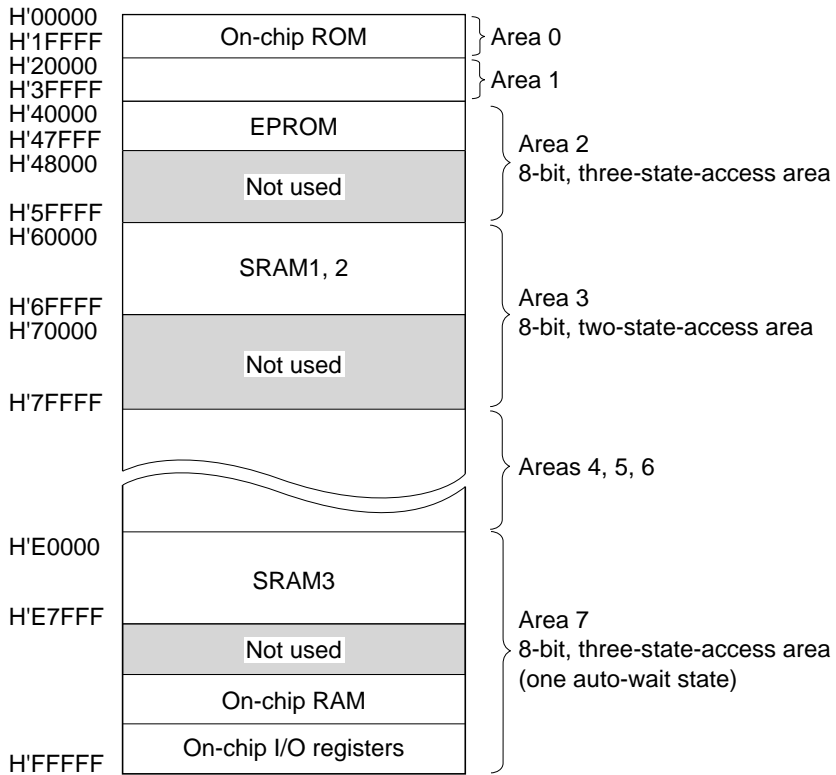 H'00000
On-chip ROM
Area 0
H'1FFFF
H'20000
Area 1
H'3FFFF
H'40000
EPROM
H'47FFF
Area 2
8-bit, three-state-access area
H'48000
Not used
H'5FFFF
H'60000
SRAM1, 2
H'6FFFF
Area 3
8-bit, two-state-access area
H'70000
Not used
H'7FFFF
Areas 4, 5, 6
H'E0000
SRAM3
H'E7FFF
Area 7
8-bit, three-state-access area
(one auto-wait state)
Not used
On-chip RAM
On-chip I/O registers
H'FFFFF